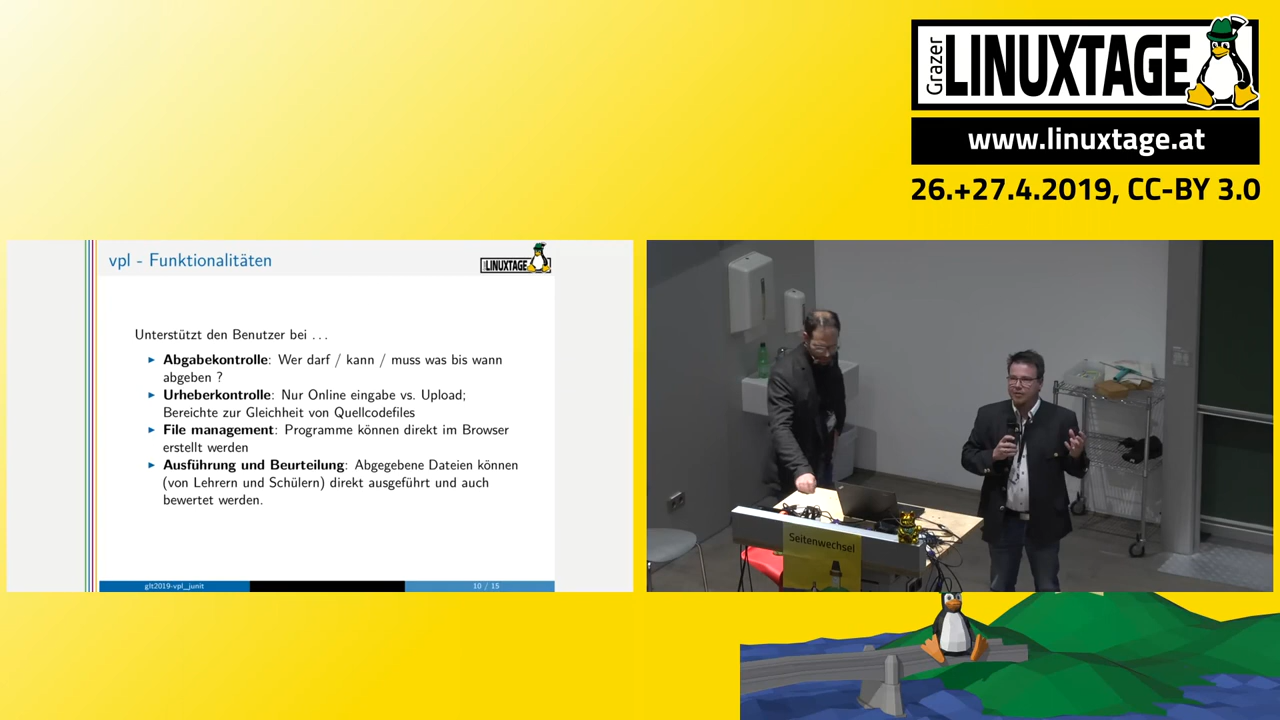 Grazer
LINUXTAGE
www.linuxtage.at
26.+27.4.2019, CC-BY 3.0
vpl - Funktionalitäten
LINUXTAGE
Unterstützt den Benutzer bei ...
Abgabekontrolle: Wer darf / kann / muss was bis wann
abgeben ?
Urheberkontrolle: Nur Online eingabe vs. Upload;
Bereichte zur Gleichheit von Quellcodefiles
File management: Programme können direkt im Browser
erstellt werden
Ausführung und Beurteilung: Abgegebene Dateien können
(von Lehrern und Schülern) direkt ausgeführt und auch
bewertet werden.
glt2019-vpl_junit
10 / 15
Seitenwechsel